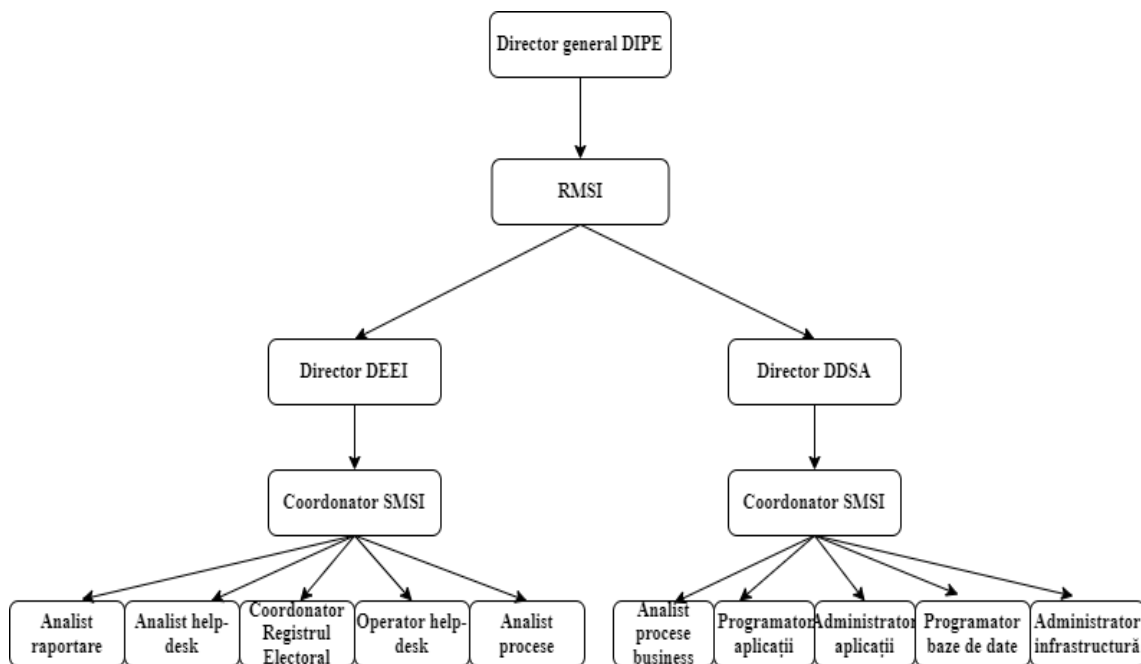 Director general DIPE
RMSI
Director DEEI
Director DDSA
Coordonator SMSI
Coordonator SMSI
Analist
raportare
Analist help-
desk
Coordonator
Registrul
Electoral
Operator help-
desk
Analist
procese
Analist
procese
business
Programator
aplicații
Administrator
aplicații
Programator
baze de date
Administrator
infrastructură